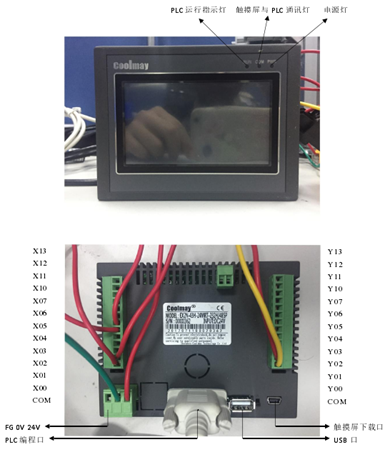 PLC 运行指示灯 触摸屏与 PLC 通讯灯 电源灯
Coolmay
X13
X12
X11
X10
X07
X06
X05
X04
X03
X02
X01
X00
COM
Y13
Y12
Y11
Y10
Y07
Y06
Y05
Y04
Y03
Y02
Y01
Y00
COM
Coolmay
FG 0V 24V
触摸屏下载口
PLC 编程口
USB 口